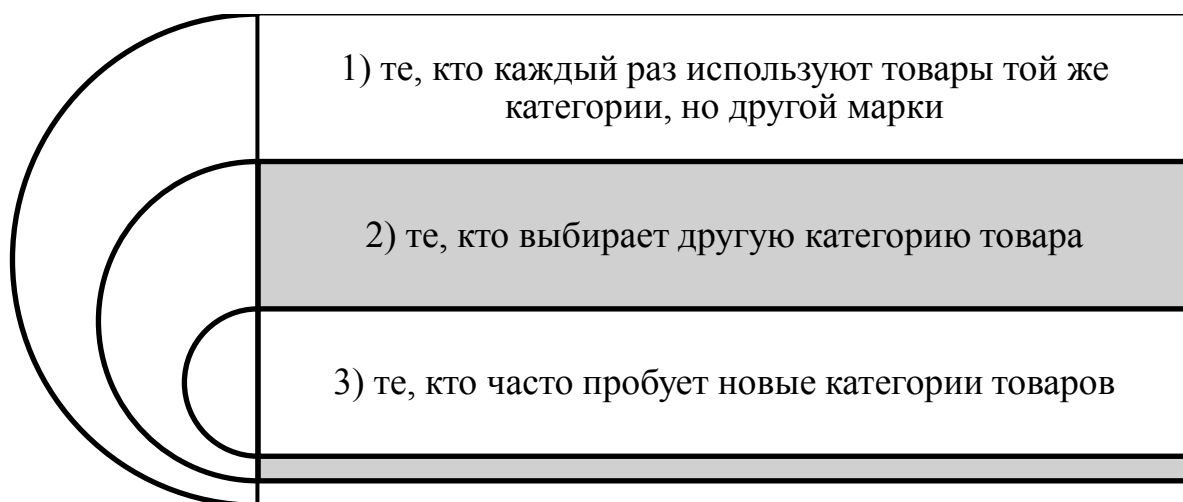 1) те, кто каждый раз используют товары той же
категории, но другой марки
2) те, кто выбирает другую категорию товара
3) те, кто часто пробует новые категории товаров